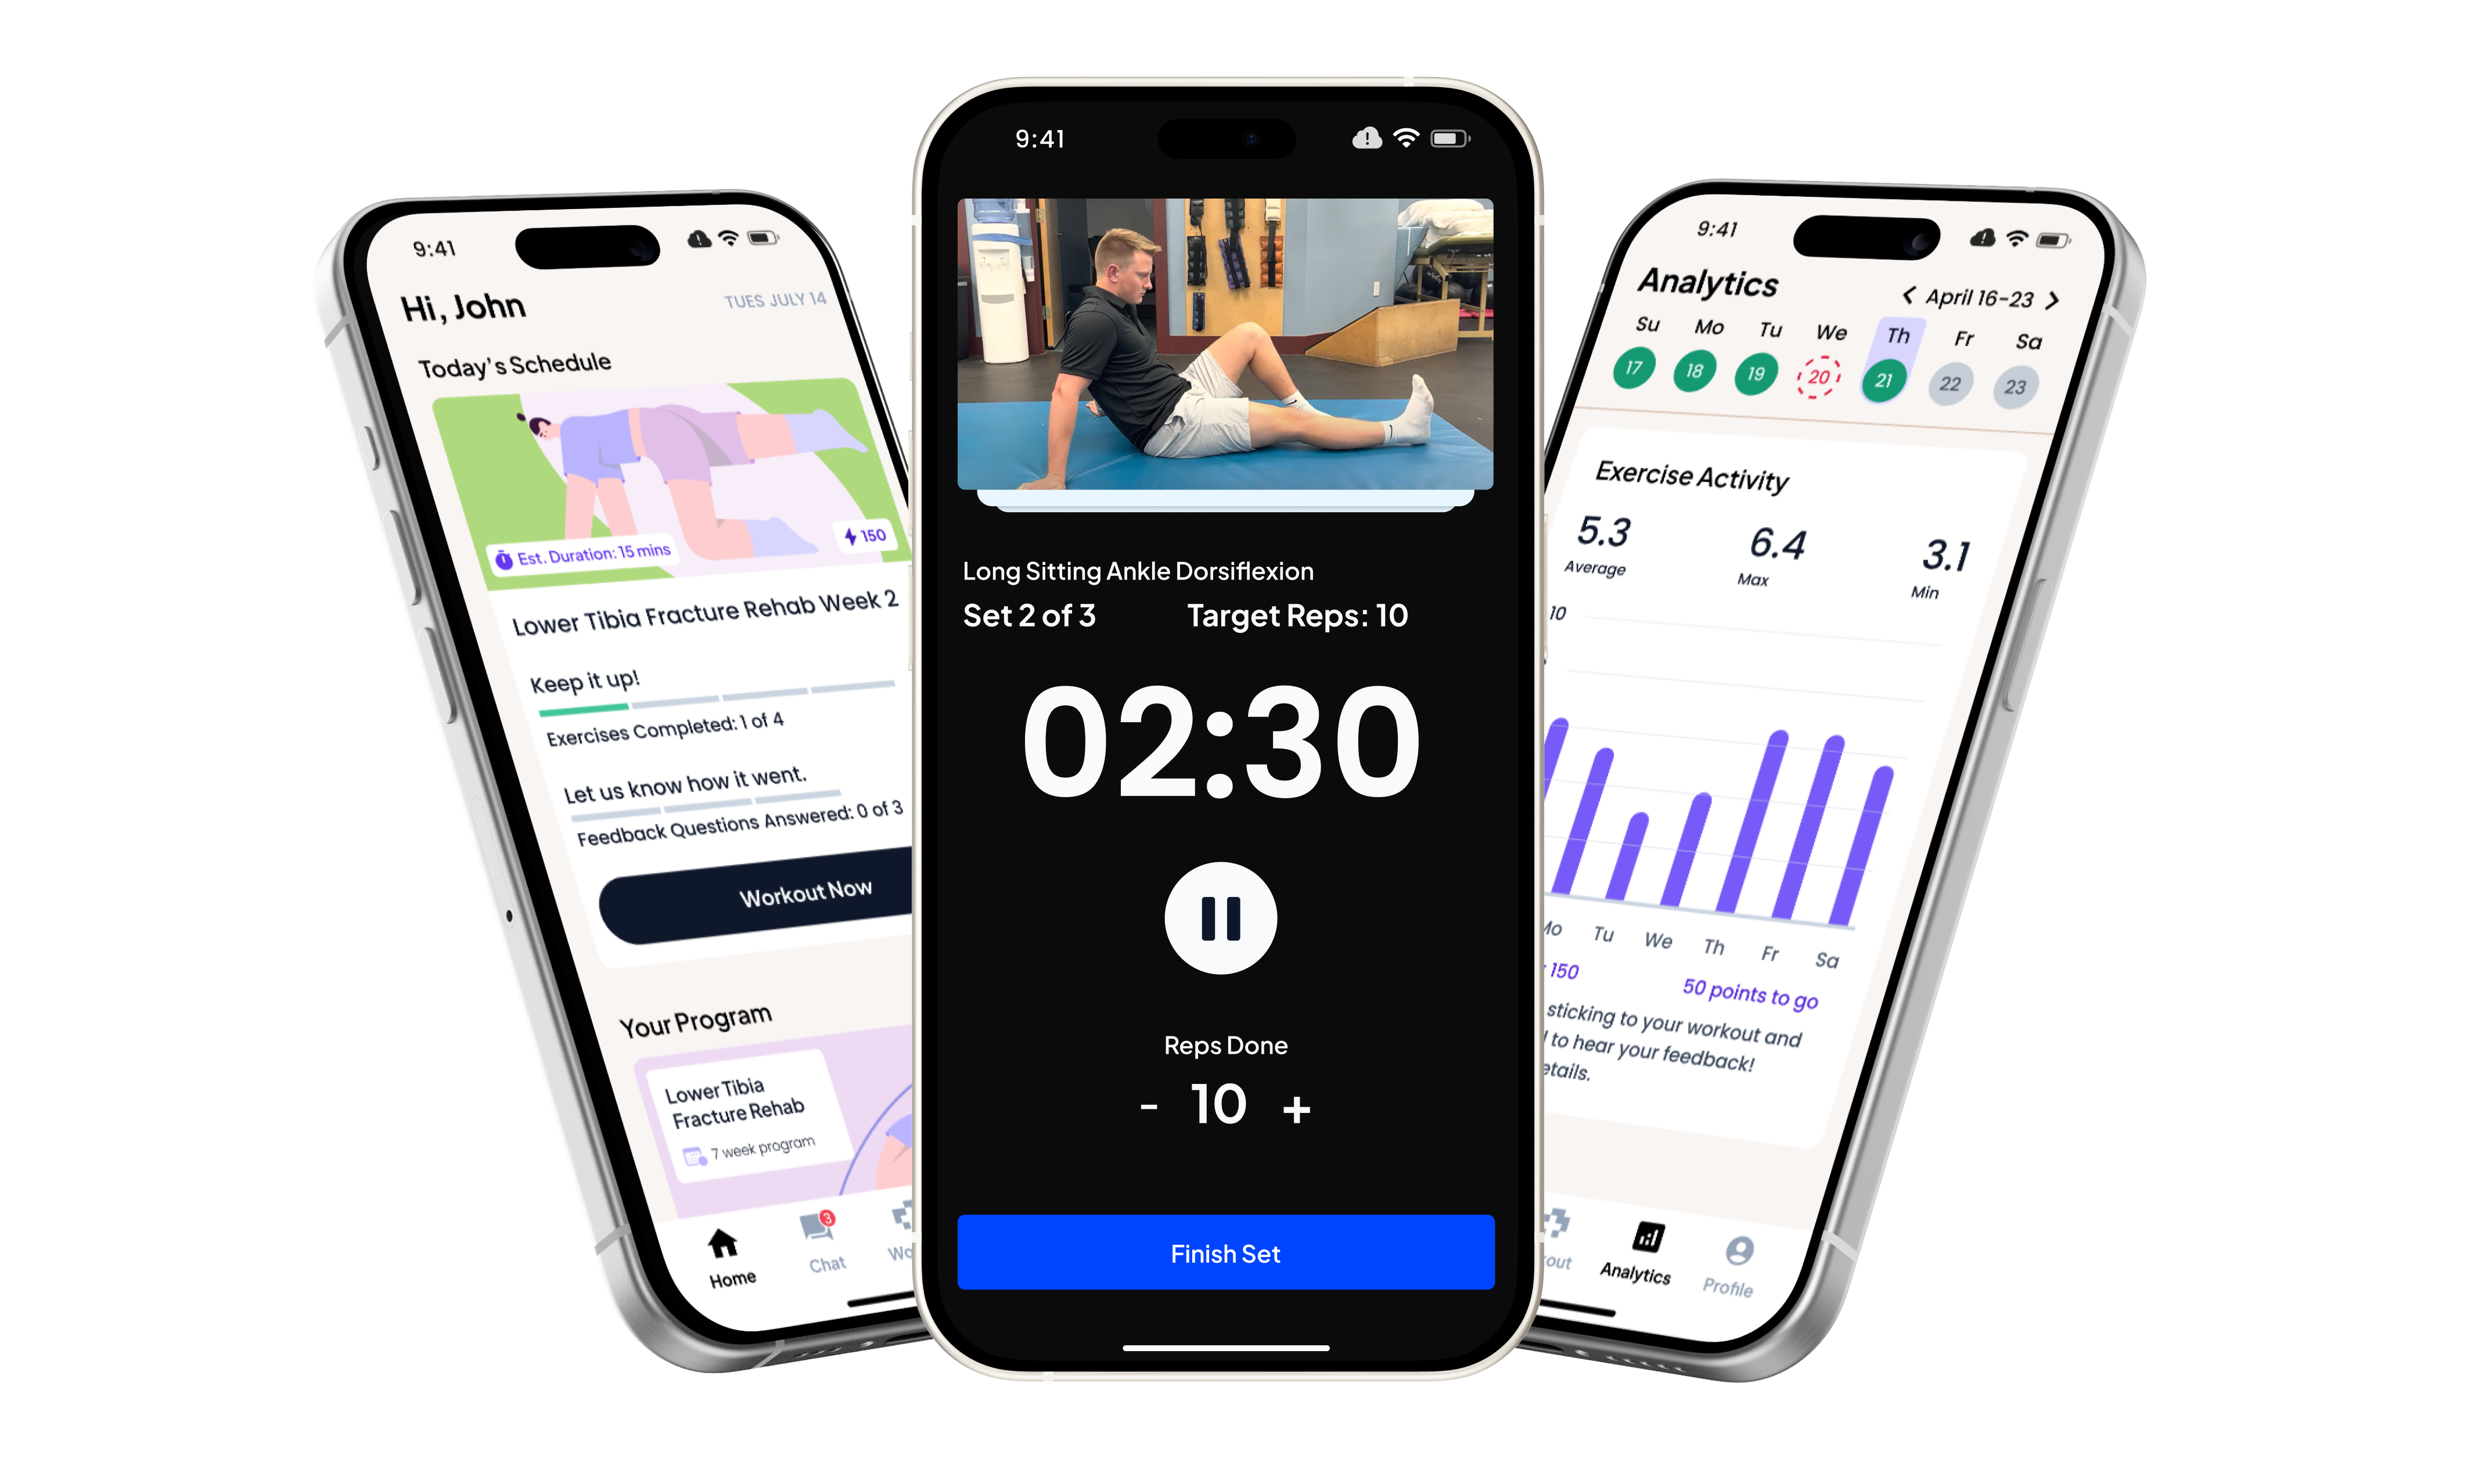 9:41
Hi, John
TUES JULY 14
Today's Schedule
Est. Duration: 15 mins
150
Lower Tibia Fracture Rehab Week 2
Keep it up!
Exercises Completed: 1 of 4
Let us know how it went.
Feedback Questions Answered: 0 of 3
Workout Now
Your Program
Lower Tibia
Fracture Rehab
7 week program
3
Home
Chat
Wo
9:41
Long Sitting Ankle Dorsiflexion
Set 2 of 3
Target Reps: 10
02:30
Reps Done
- 10 +
Finish Set
9:41
Analytics
April 16-23
Su Mo Tu We Th Fr Sa
17 18 19 20 21 22 23
Exercise Activity
5.3 6.4 3.1
Average Max Min
10
Mo Tu We Th Fr Sa
150
50 points to go
sticking to your workout and
to hear your feedback!
etails.
out
Analytics
Profile